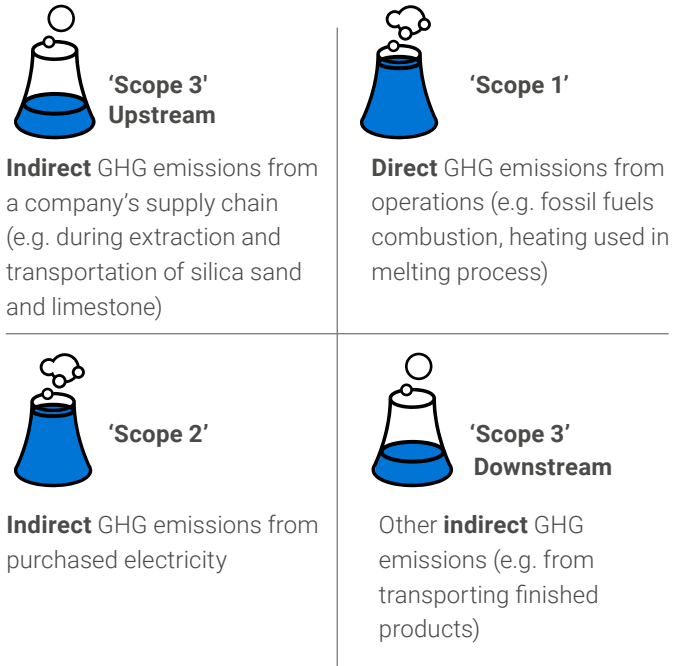 ‘Scope 3'
Upstream
Indirect GHG emissions from
a company’s supply chain
(e.g. during extraction and
transportation of silica sand
and limestone)
‘Scope 1’
Direct GHG emissions from
operations (e.g. fossil fuels
combustion, heating used in
melting process)
‘Scope 2’
Indirect GHG emissions from
purchased electricity
‘Scope 3’
Downstream
Other indirect GHG
emissions (e.g. from
transporting finished
products)